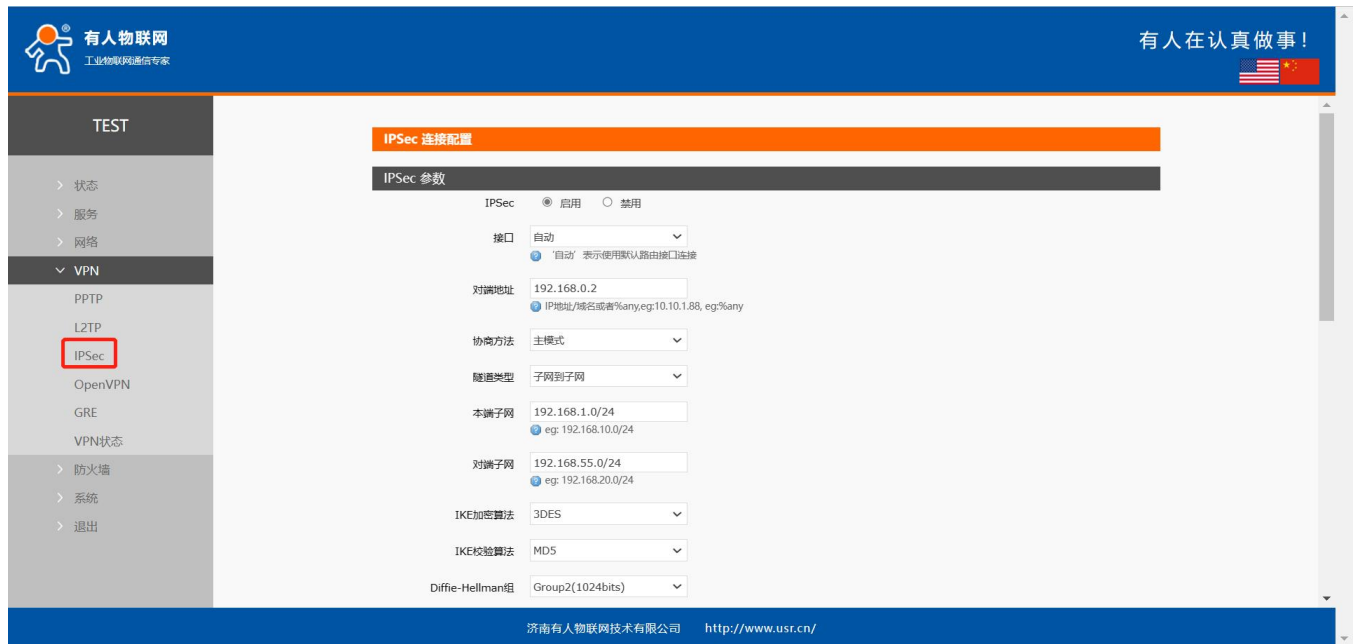 有人物联网
工业物联网通信专家
有人在认真做事！
TEST
状态
服务
网络
VPN
PPTP
L2TP
IPSec
OpenVPN
GRE
VPN状态
防火墙
系统
退出
IPSec 连接配置
IPSec 参数
IPSec 启用 禁用
接口 自动
‘自动’表示使用默认路由接口连接
对端地址 192.168.0.2
IP地址/域名或者%any,eg:10.10.1.88, eg:%any
协商方法 主模式
隧道类型 子网到子网
本端子网 192.168.1.0/24
eg: 192.168.10.0/24
对端子网 192.168.55.0/24
eg: 192.168.20.0/24
IKE加密算法 3DES
IKE校验算法 MD5
Diffie-Hellman组 Group2(1024bits)
济南有人物联网技术有限公司 http://www.usr.cn/